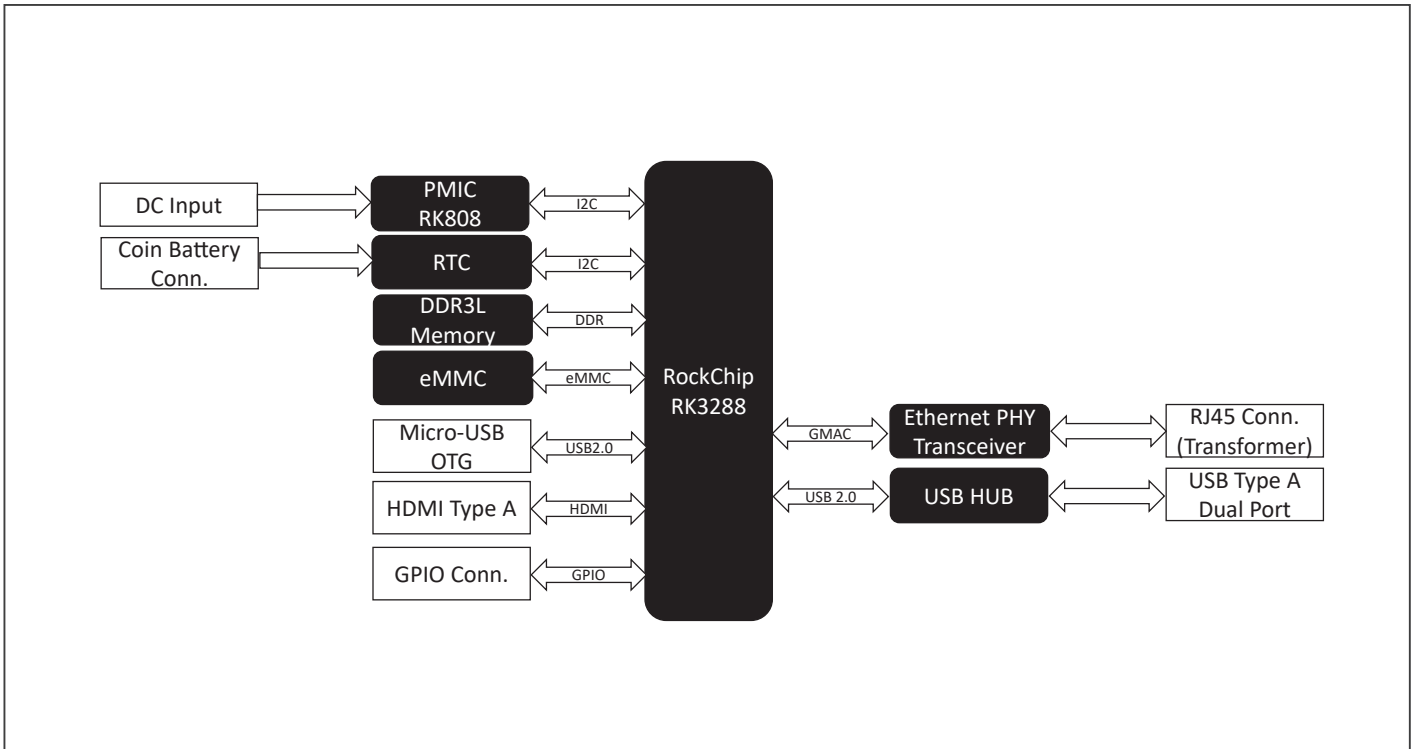 DC Input
PMIC
RK808
I2C
Coin Battery
Conn.
RTC
I2C
DDR3L
Memory
DDR
eMMC
eMMC
Micro-USB
OTG
USB2.0
HDMI Type A
HDMI
GPIO Conn.
GPIO
RockChip
RK3288
GMAC
Ethernet PHY
Transceiver
RJ45 Conn.
(Transformer)
USB 2.0
USB HUB
USB Type A
Dual Port